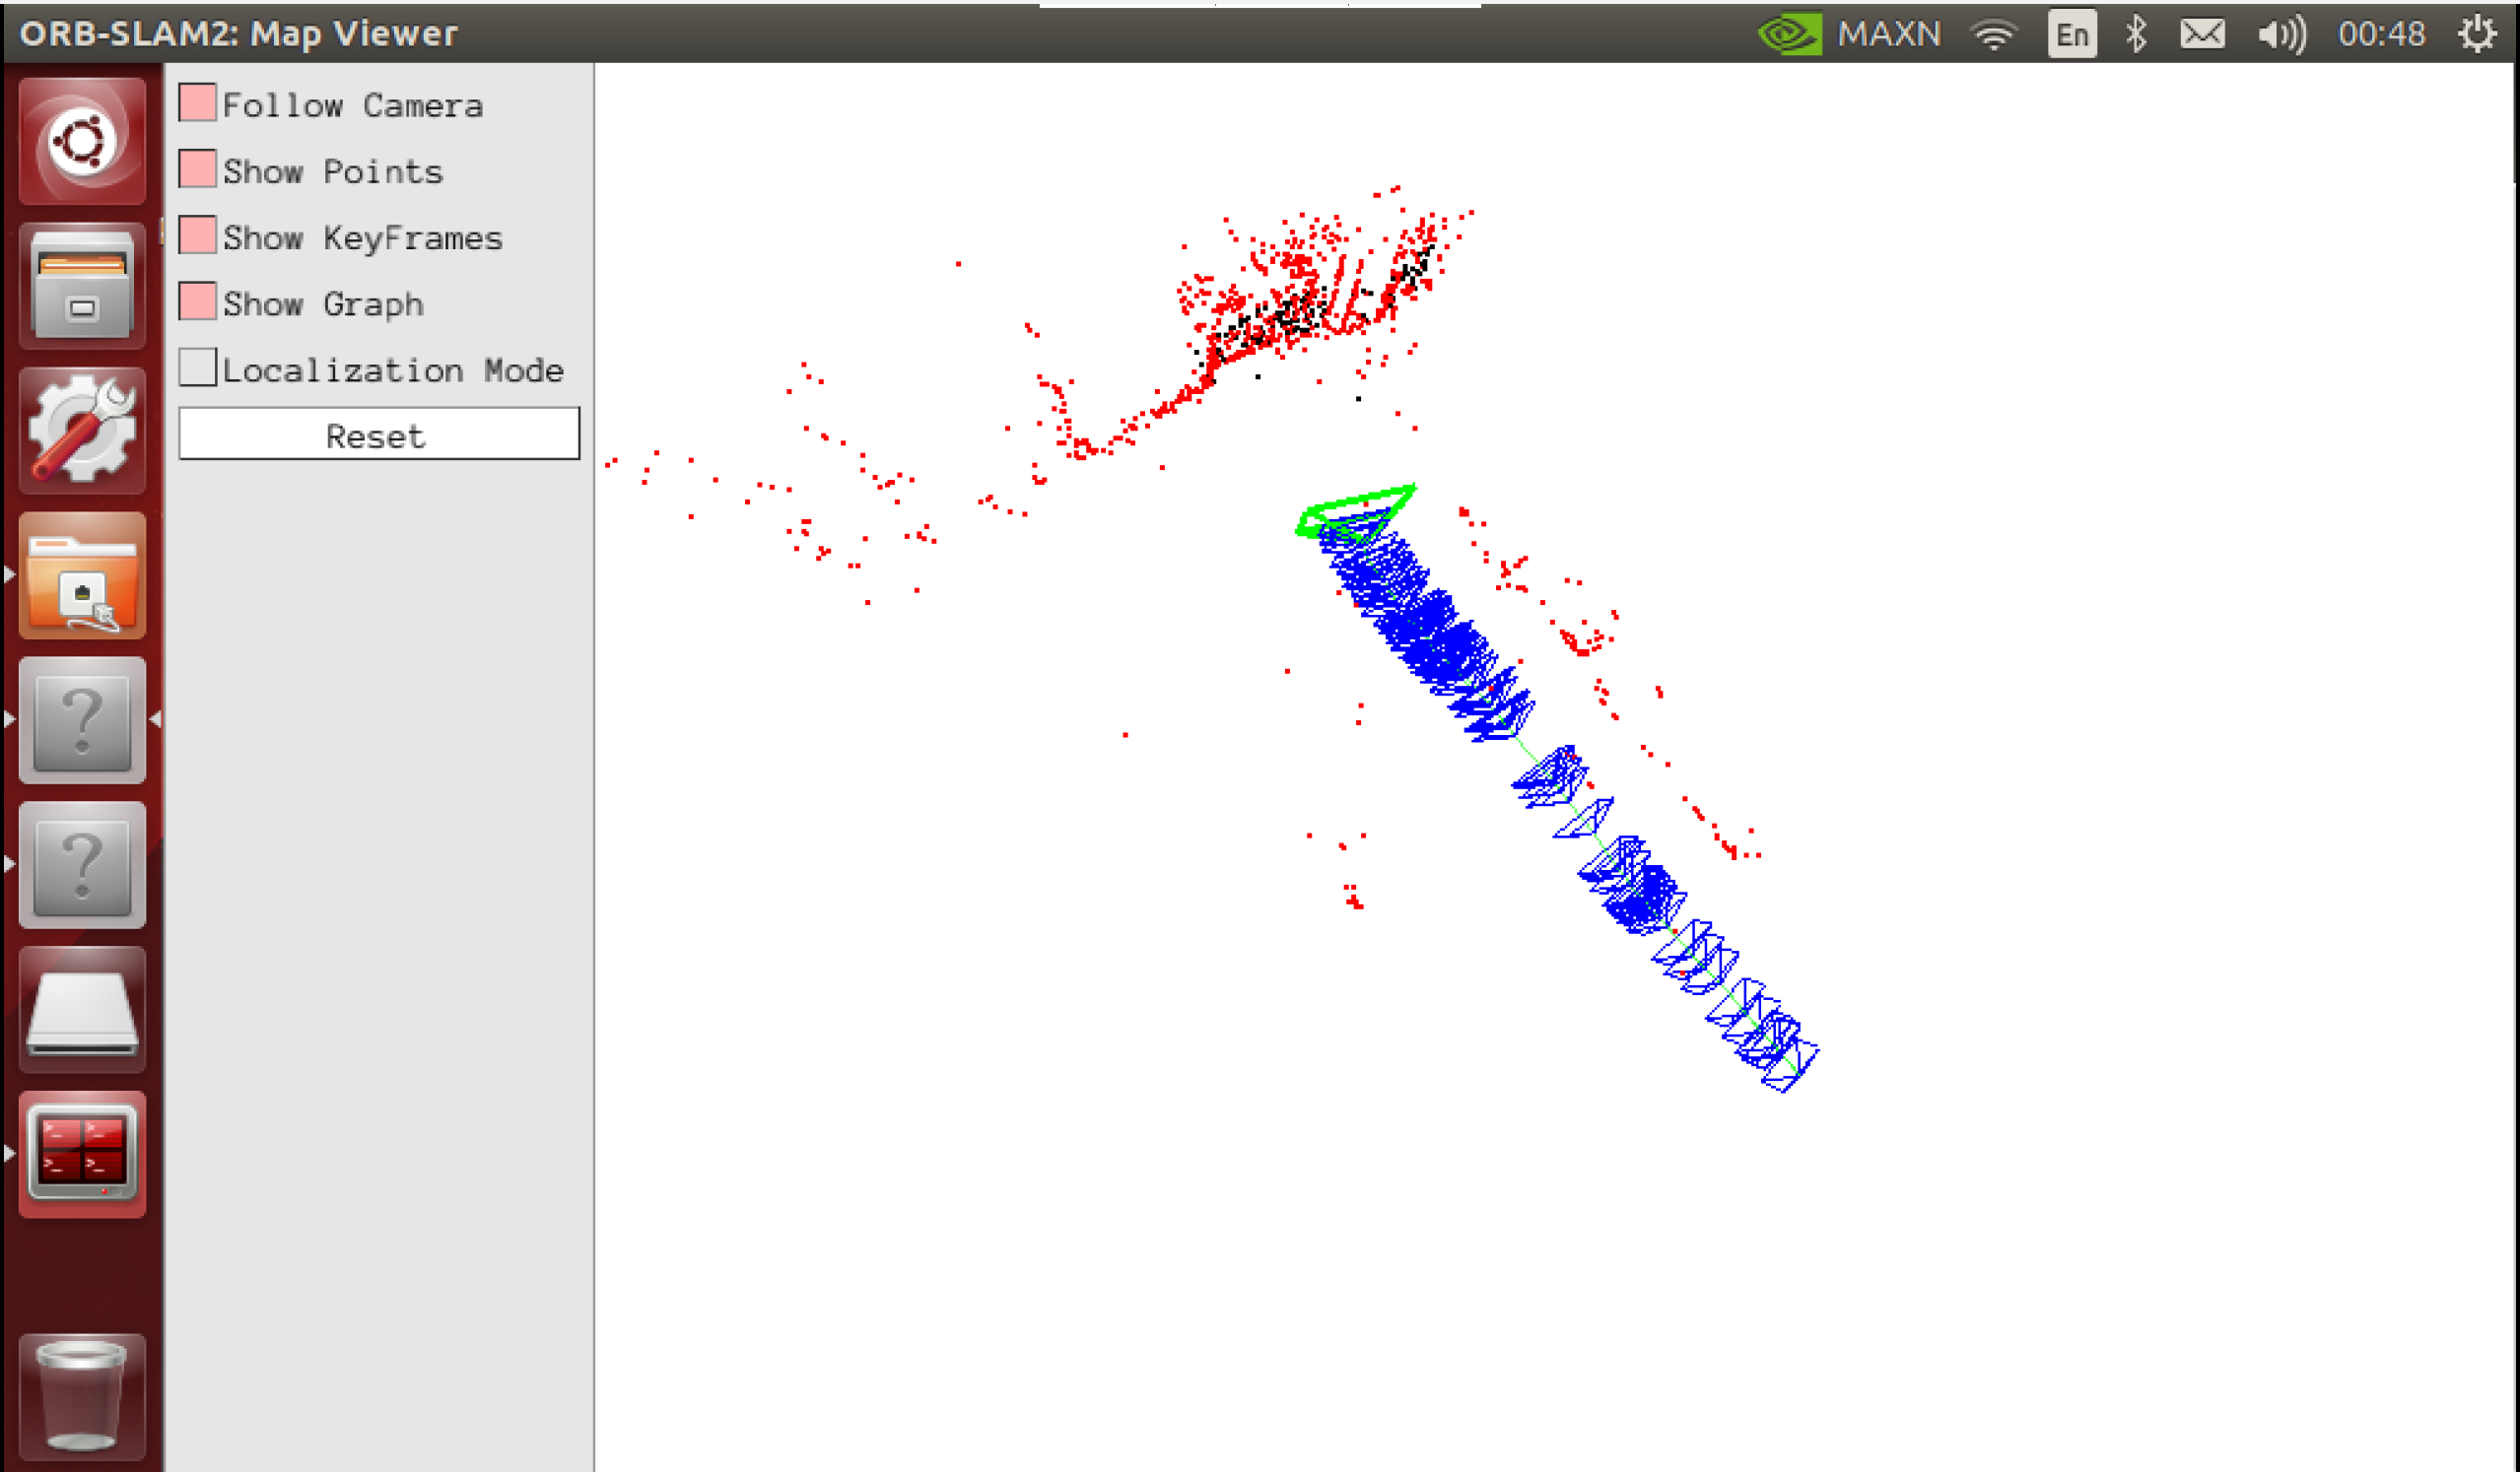 ORB-SLAM2: Map Viewer
MAXN
En
00:48
Follow Camera
Show Points
Show KeyFrames
Show Graph
Localization Mode
Reset
?
?